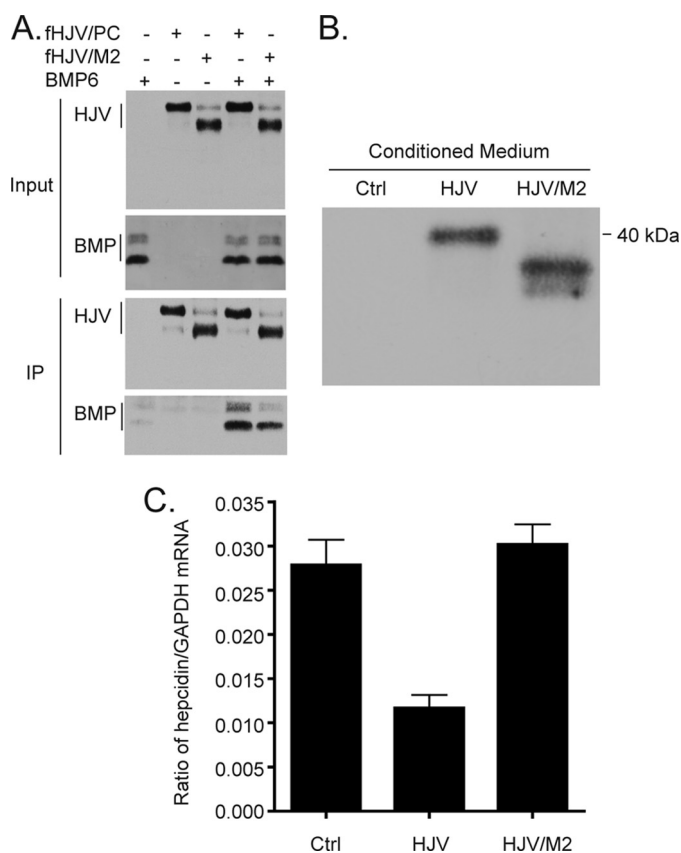 A.
fHJV/PC - + - + -
fHJV/M2 - - + - +
BMP6 + - - + +
Input
HJV
BMP
IP
HJV
BMP
B.
Conditioned Medium
Ctrl HJV HJV/M2
– 40 kDa
C.
Ratio of hepcidin/GAPDH mRNA
0.035
0.030
0.025
0.020
0.015
0.010
0.005
0.000
Ctrl HJV HJV/M2